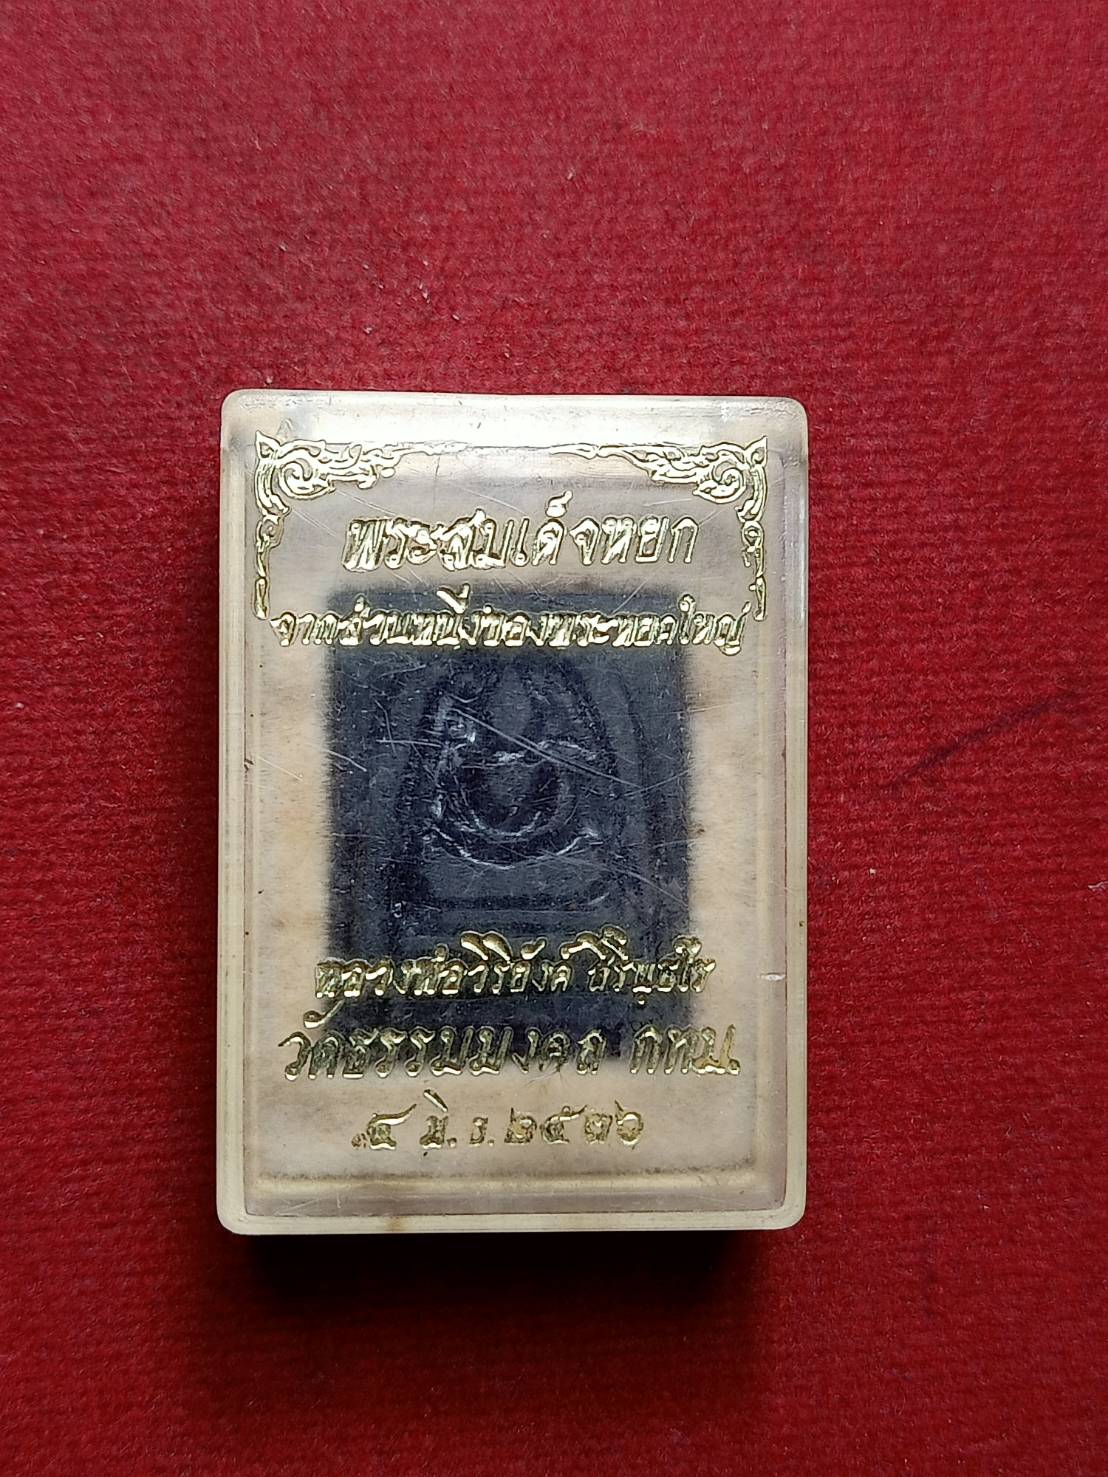 พระสมเด็จหยก
จากส่วนหนึ่งของพระหยกใหญ่
หลวงพ่อวิริยังค์ สิรินฺธโร
วัดธรรมมงคล กทม.
๔ มิ.ย. ๒๕๓๖